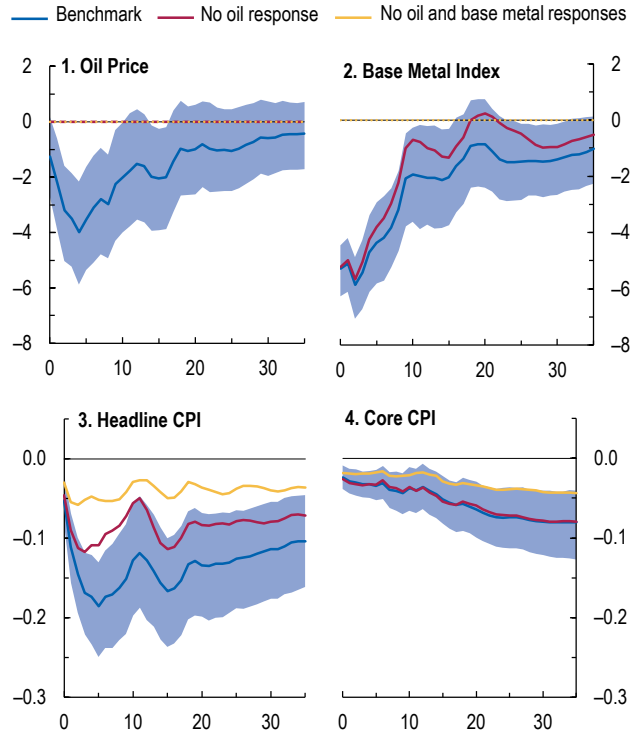 Benchmark No oil response No oil and base metal responses
1. Oil Price
2
0
–2
–4
–6
–8
0 10 20 30
2. Base Metal Index
2
0
–2
–4
–6
–8
0 10 20 30
3. Headline CPI
0.0
–0.1
–0.2
–0.3
0 10 20 30
4. Core CPI
0.0
–0.1
–0.2
–0.3
0 10 20 30